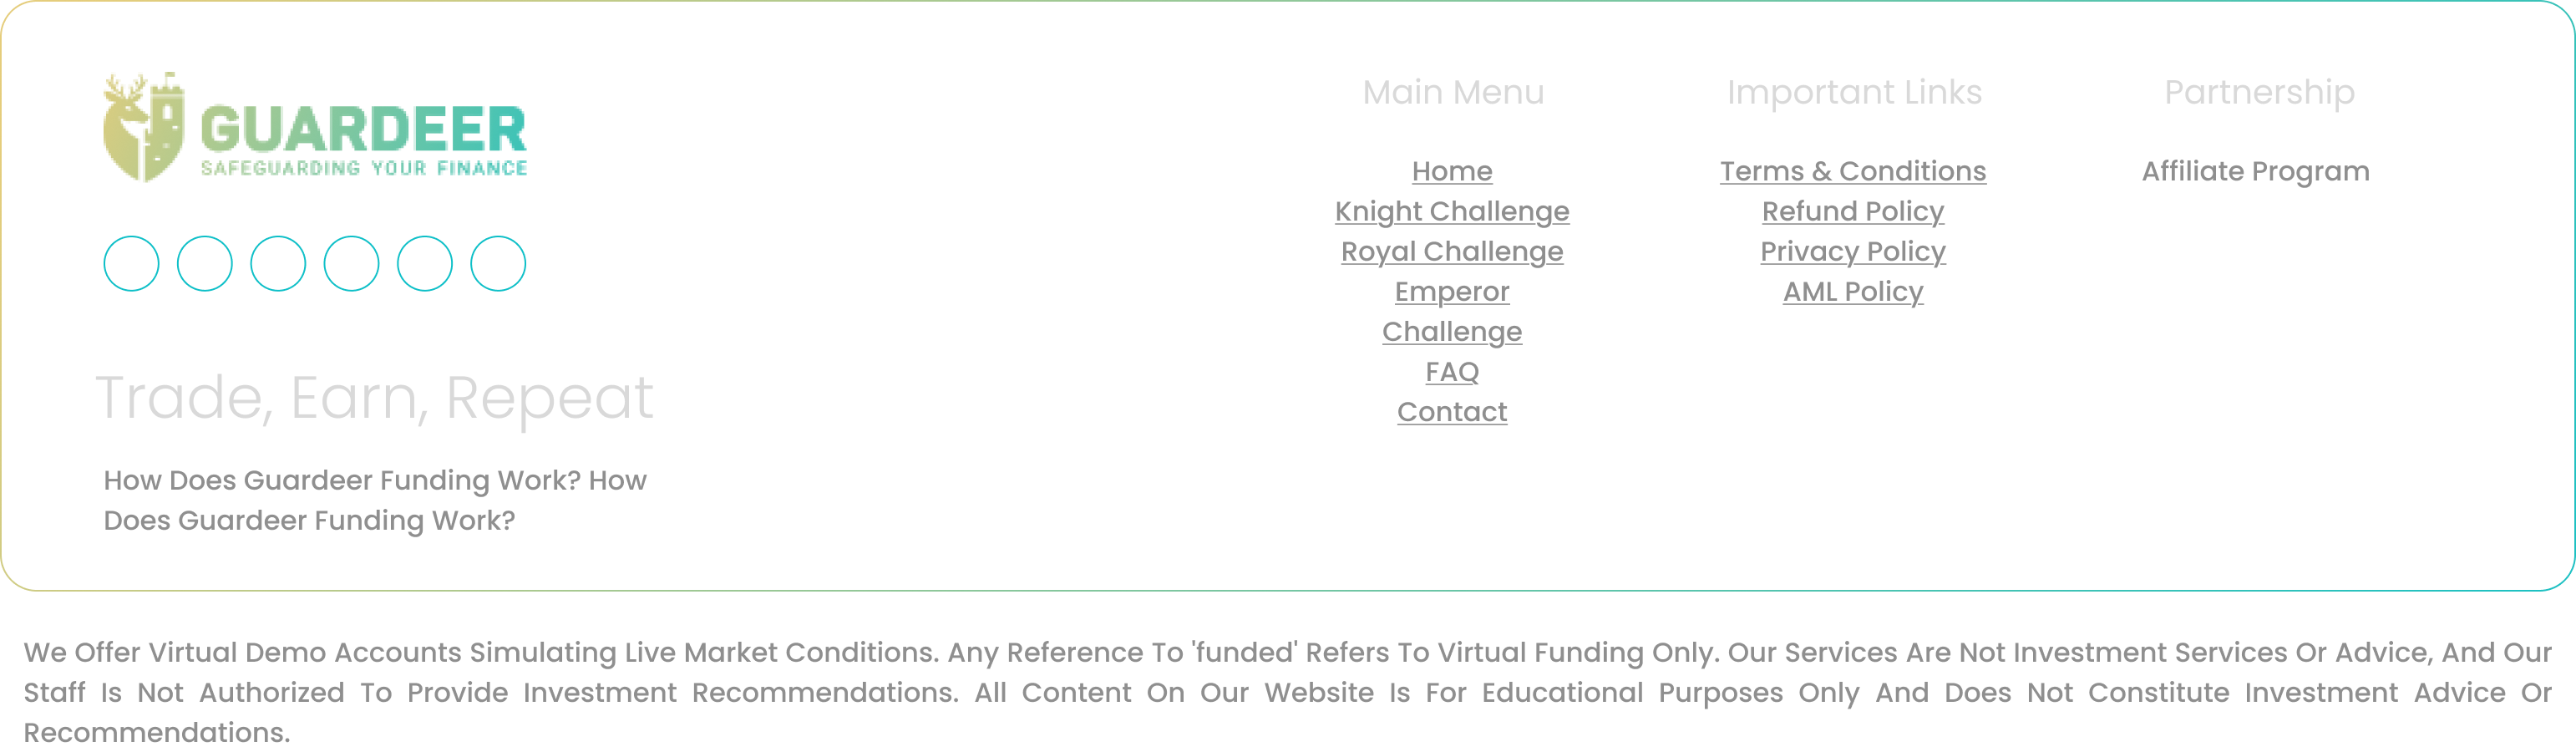 GUARDEER
SAFEGUARDING YOUR FINANCE
Trade, Earn, Repeat
How Does Guardeer Funding Work? How
Does Guardeer Funding Work?
Main Menu
Home
Knight Challenge
Royal Challenge
Emperor
Challenge
FAQ
Contact
Important Links
Terms & Conditions
Refund Policy
Privacy Policy
AML Policy
Partnership
Affiliate Program
We Offer Virtual Demo Accounts Simulating Live Market Conditions. Any Reference To 'funded' Refers To Virtual Funding Only. Our Services Are Not Investment Services Or Advice, And Our
Staff Is Not Authorized To Provide Investment Recommendations. All Content On Our Website Is For Educational Purposes Only And Does Not Constitute Investment Advice Or
Recommendations.